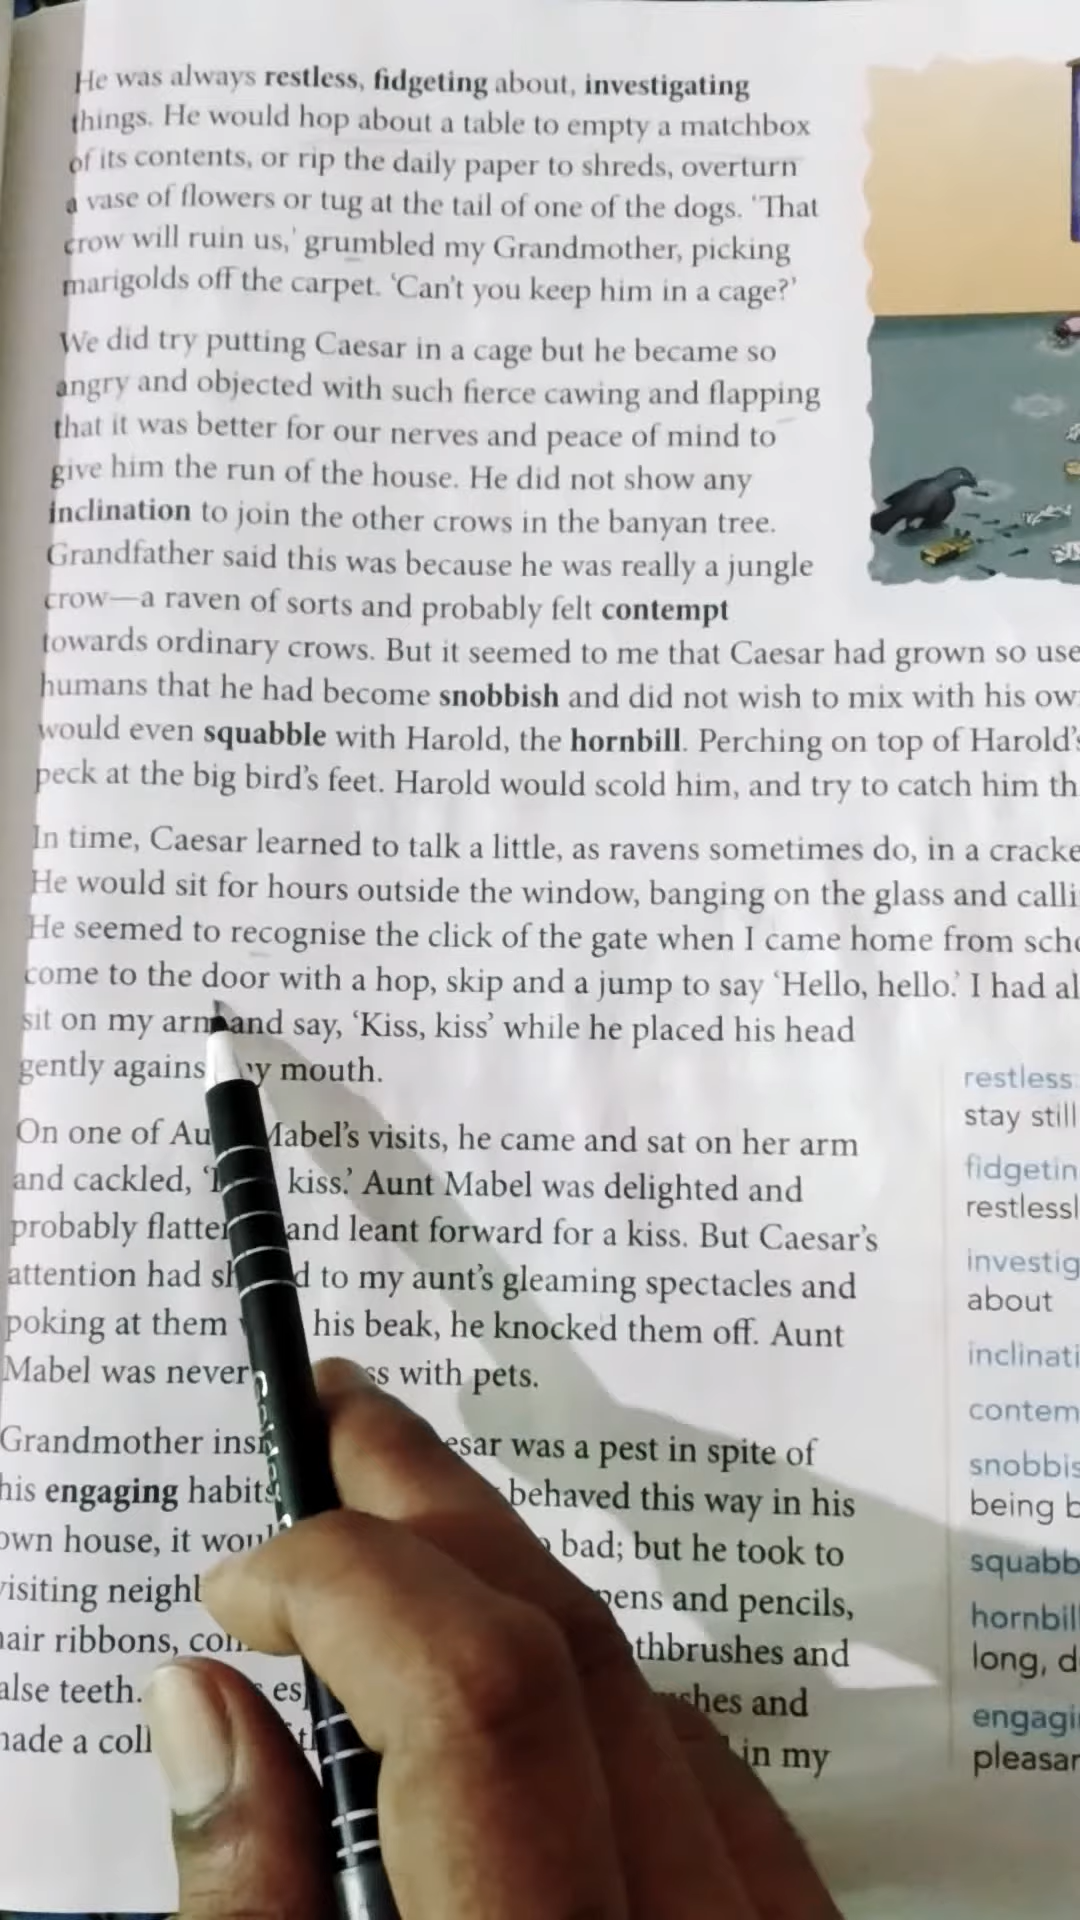 He was always restless, fidgeting about, investigating
things. He would hop about a table to empty a matchbox
of its contents, or rip the daily paper to shreds, overturn
a vase of flowers or tug at the tail of one of the dogs. 'That
crow will ruin us,' grumbled my Grandmother, picking
marigolds off the carpet. 'Can't you keep him in a cage?'
We did try putting Caesar in a cage but he became so
angry and objected with such fierce cawing and flapping
that it was better for our nerves and peace of mind to
give him the run of the house. He did not show any
inclination to join the other crows in the banyan tree.
Grandfather said this was because he was really a jungle
crow—a raven of sorts and probably felt contempt
towards ordinary crows. But it seemed to me that Caesar had grown so use
humans that he had become snobbish and did not wish to mix with his ow
would even squabble with Harold, the hornbill. Perching on top of Harold's
peck at the big bird's feet. Harold would scold him, and try to catch him th
In time, Caesar learned to talk a little, as ravens sometimes do, in a cracke
He would sit for hours outside the window, banging on the glass and calli
He seemed to recognise the click of the gate when I came home from scho
come to the door with a hop, skip and a jump to say 'Hello, hello.' I had al
sit on my arm and say, 'Kiss, kiss' while he placed his head
gently agains y mouth.
On one of Au Mabel's visits, he came and sat on her arm
and cackled, ' kiss.' Aunt Mabel was delighted and
probably flatter and leant forward for a kiss. But Caesar's
attention had sh d to my aunt's gleaming spectacles and
poking at them his beak, he knocked them off. Aunt
Mabel was never ss with pets.
Grandmother insi esar was a pest in spite of
his engaging habits behaved this way in his
own house, it woul bad; but he took to
visiting neighb pens and pencils,
hair ribbons, com thbrushes and
alse teeth. es shes and
made a coll in my
restless
stay still
fidgetin
restlessl
investig
about
inclinati
contem
snobbis
being b
squabb
hornbill
long, d
engagi
pleasan